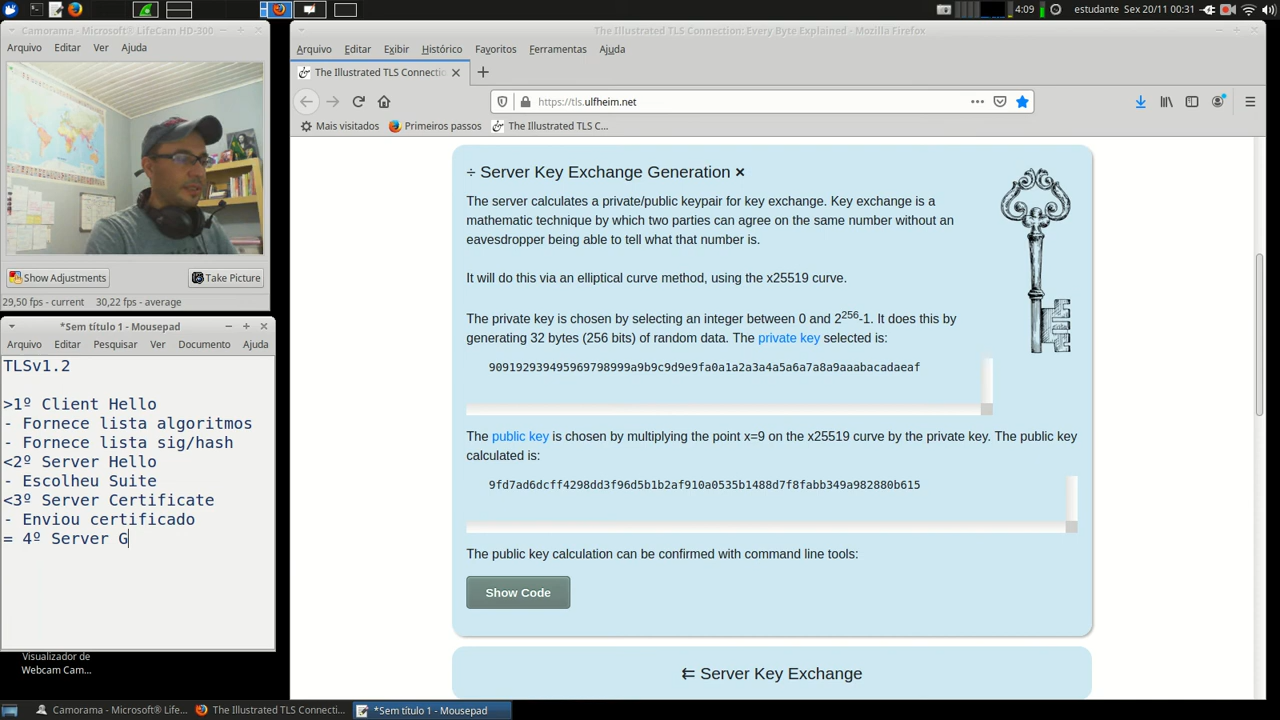 4:09 estudante Sex 20/11 00:31
Camorama - Microsoft® LifeCam HD-300
Arquivo Editar Ver Ajuda
Show Adjustments Take Picture
29,50 fps - current 30,22 fps - average
*Sem título 1 - Mousepad
Arquivo Editar Pesquisar Ver Documento Ajuda
TLSv1.2
>1º Client Hello
- Fornece lista algoritmos
- Fornece lista sig/hash
<2º Server Hello
- Escolheu Suite
<3º Server Certificate
- Enviou certificado
= 4º Server G
Visualizador de
Webcam Cam...
The Illustrated TLS Connection: Every Byte Explained - Mozilla Firefox
Arquivo Editar Exibir Histórico Favoritos Ferramentas Ajuda
The Illustrated TLS Connectic
https://tls.ulfheim.net
Mais visitados Primeiros passos The Illustrated TLS C...
÷ Server Key Exchange Generation ×
The server calculates a private/public keypair for key exchange. Key exchange is a
mathematic technique by which two parties can agree on the same number without an
eavesdropper being able to tell what that number is.
It will do this via an elliptical curve method, using the x25519 curve.
The private key is chosen by selecting an integer between 0 and 2²⁵⁶-1. It does this by
generating 32 bytes (256 bits) of random data. The private key selected is:
909192939495969798999a9b9c9d9e9fa0a1a2a3a4a5a6a7a8a9aaabacadaeaf
The public key is chosen by multiplying the point x=9 on the x25519 curve by the private key. The public key
calculated is:
9fd7ad6dcff4298dd3f96d5b1b2af910a0535b1488d7f8fabb349a982880b615
The public key calculation can be confirmed with command line tools:
Show Code
⇇ Server Key Exchange
Camorama - Microsoft® Life... The Illustrated TLS Connecti... *Sem título 1 - Mousepad